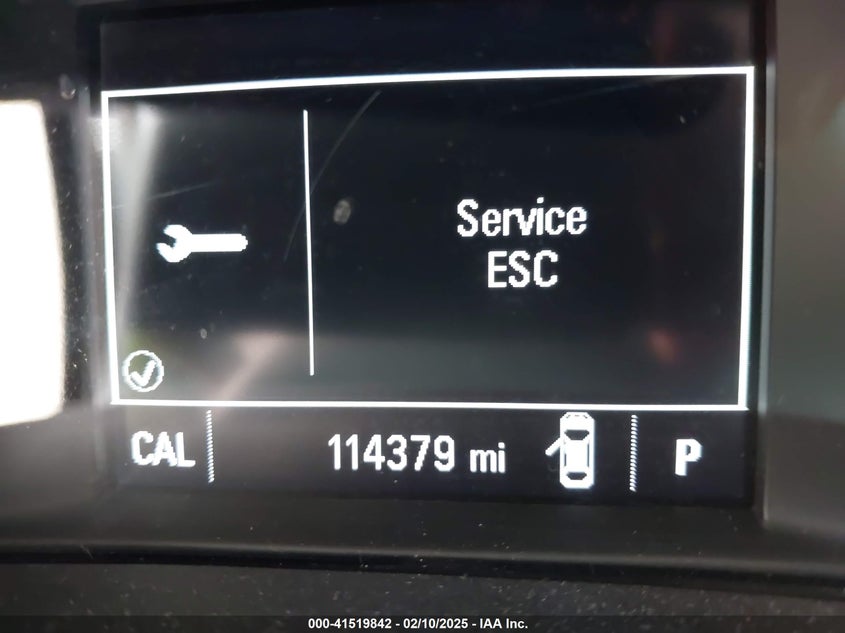 Service
ESC
CAL 114379 mi P
000-41519842 - 02/10/2025 - IAA Inc.